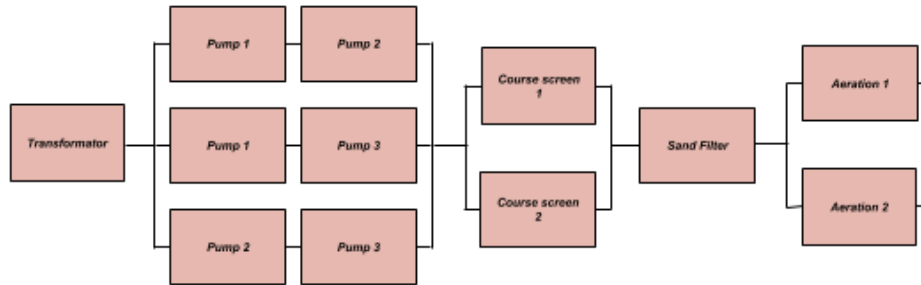 Pump 1
Pump 2
Course screen
1
Aeration 1
Transformator
Pump 1
Pump 3
Sand Filter
Course screen
2
Aeration 2
Pump 2
Pump 3